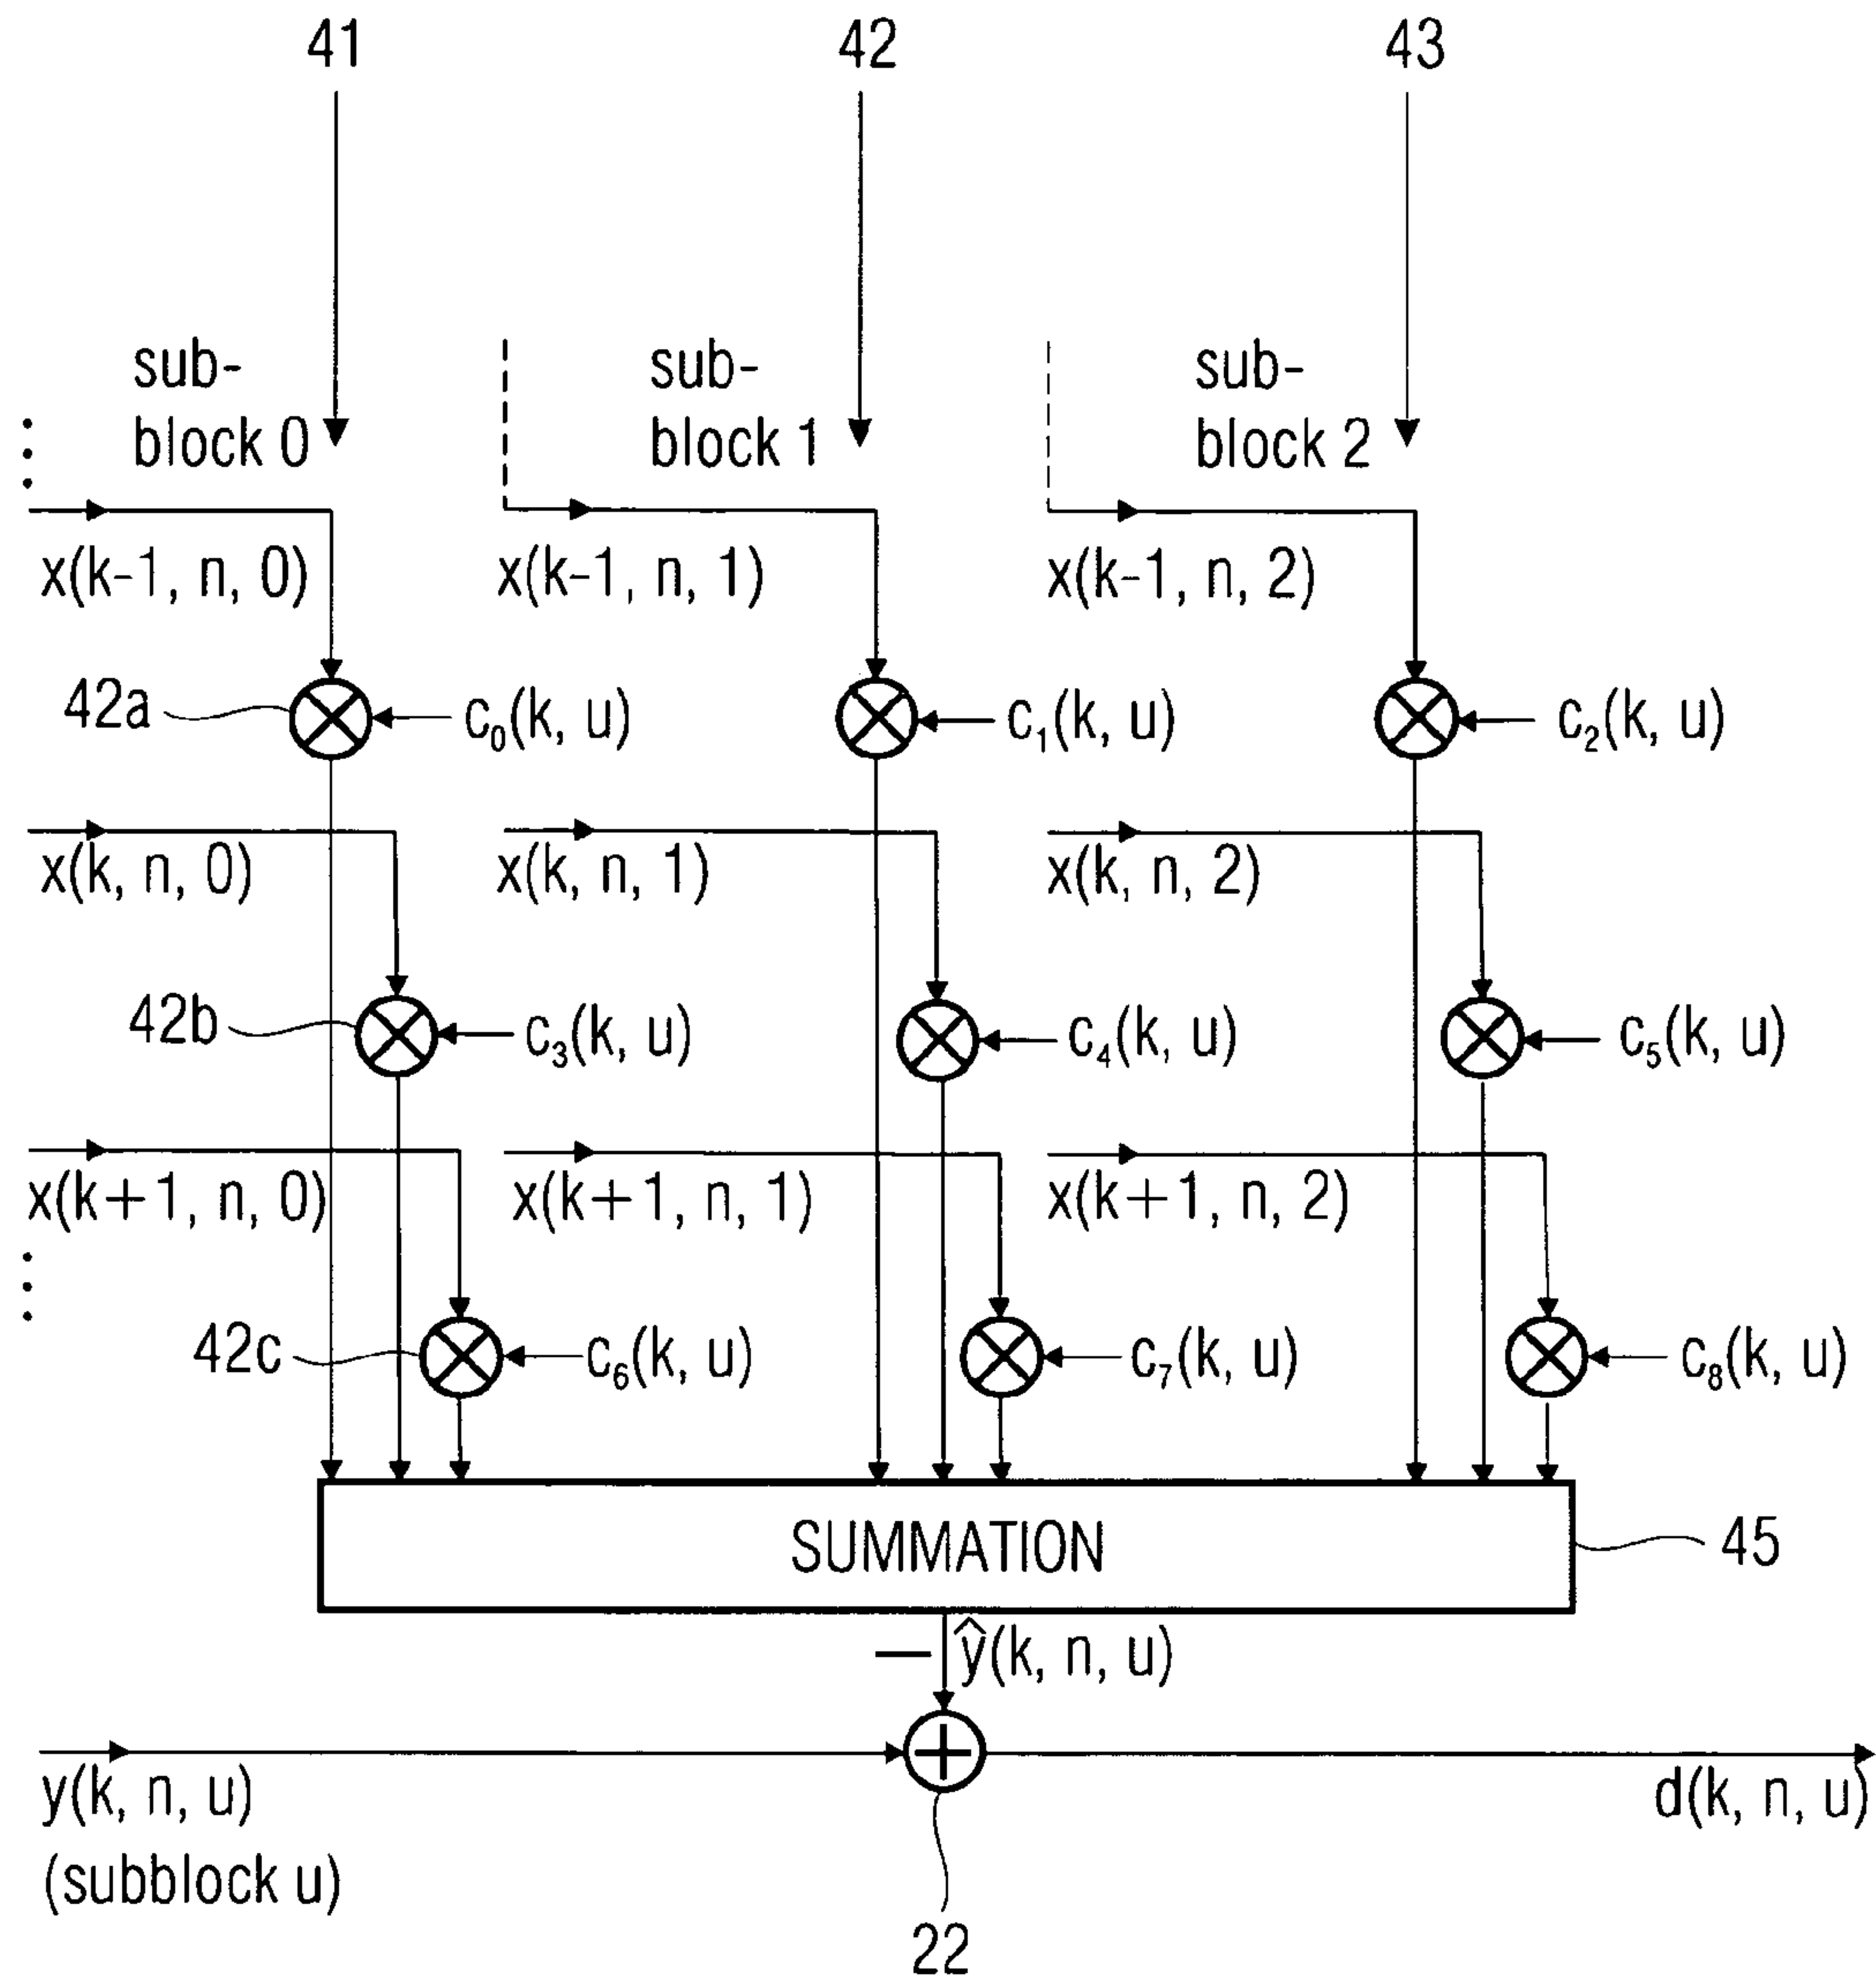 41 42 43
sub- sub- sub-
block 0 block 1 block 2
x(k-1, n, 0) x(k-1, n, 1) x(k-1, n, 2)
42a c₀(k, u) c₁(k, u) c₂(k, u)
x(k, n, 0) x(k, n, 1) x(k, n, 2)
42b c₃(k, u) c₄(k, u) c₅(k, u)
x(k+1, n, 0) x(k+1, n, 1) x(k+1, n, 2)
42c c₆(k, u) c₇(k, u) c₈(k, u)
SUMMATION 45
— ŷ(k, n, u)
y(k, n, u) d(k, n, u)
(subblock u)
22